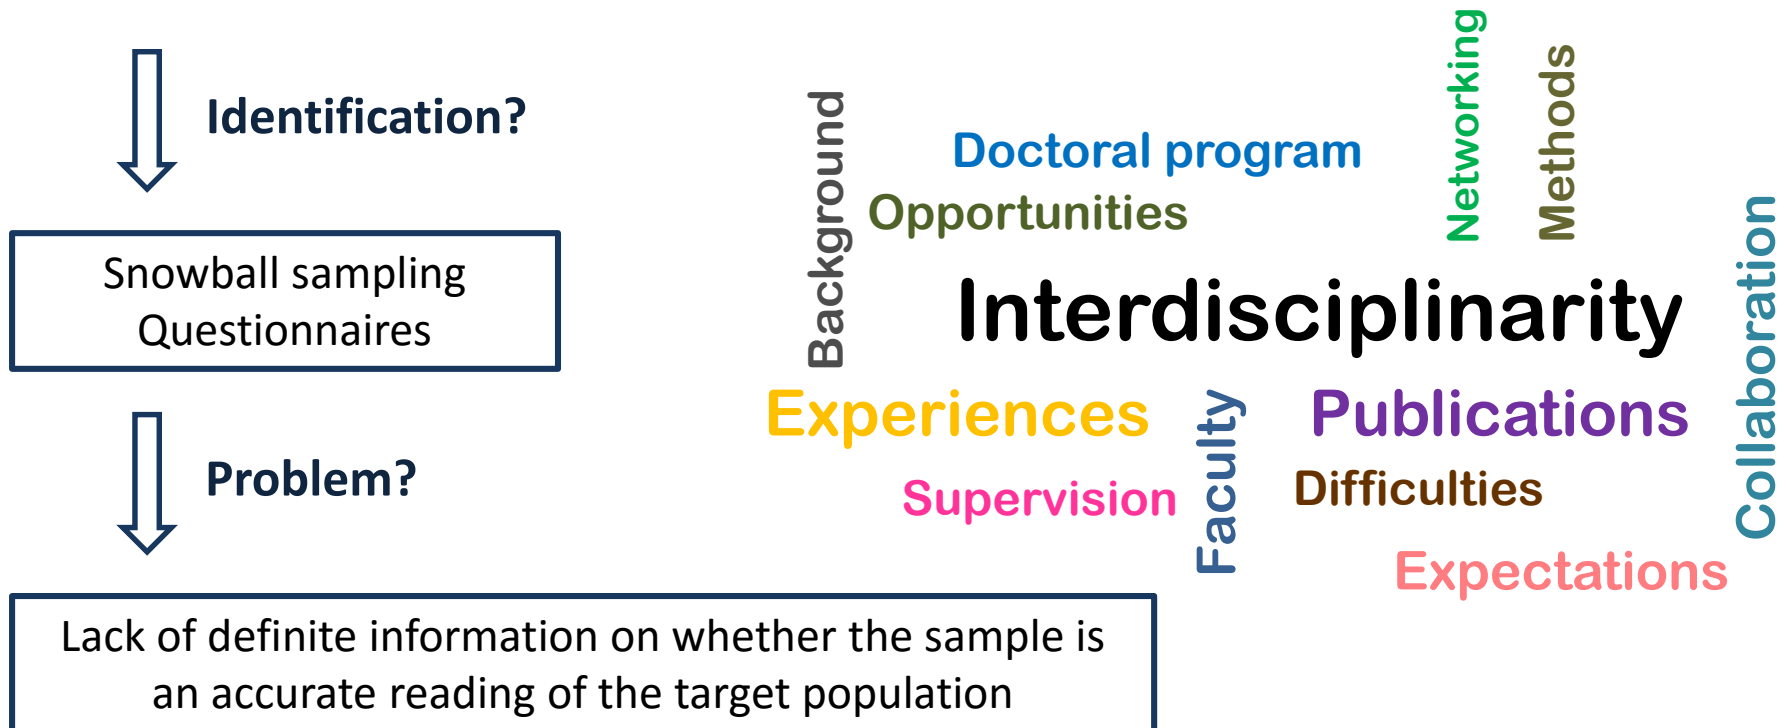 Identification?
Snowball sampling
Questionnaires
Problem?
Lack of definite information on whether the sample is
an accurate reading of the target population
Background
Doctoral program
Opportunities
Networking
Methods
Interdisciplinarity
Collaboration
Experiences
Faculty
Publications
Supervision
Difficulties
Expectations